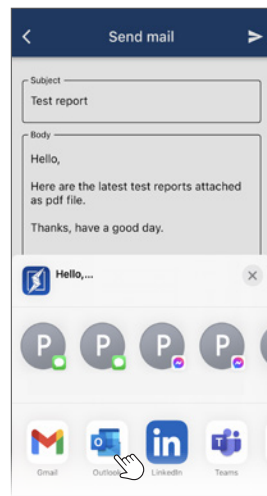 Send mail
Subject
Test report
Body
Hello,
Here are the latest test reports attached
as pdf file.
Thanks, have a good day.
Hello,...
P P P P
M o in T
Gmail Outlook LinkedIn Teams